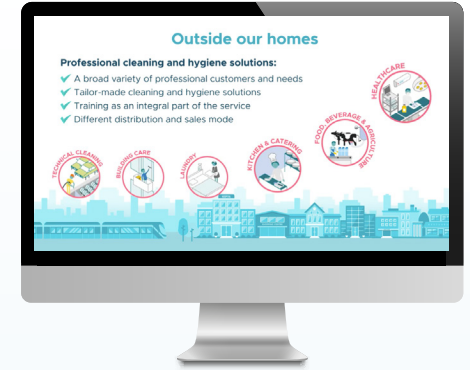 Outside our homes
Professional cleaning and hygiene solutions:
A broad variety of professional customers and needs
Tailor-made cleaning and hygiene solutions
Training as an integral part of the service
Different distribution and sales mode
TECHNICAL CLEANING
BUILDING CARE
LAUNDRY
KITCHEN & CATERING
FOOD, BEVERAGE & AGRICULTURE
HEALTHCARE